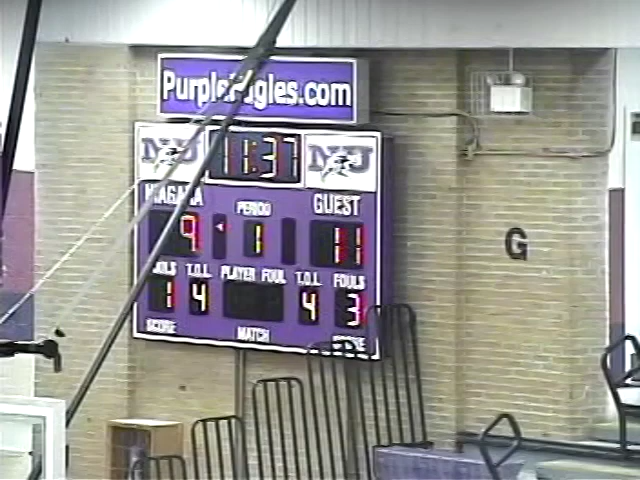 PurpleEagles.com
NU 11:37 NU
NIAGARA PERIOD GUEST
9 1 11
T.O.L. PLAYER FOUL T.O.L. FOULS
1 4 4 3
SCORE MATCH SCORE
G